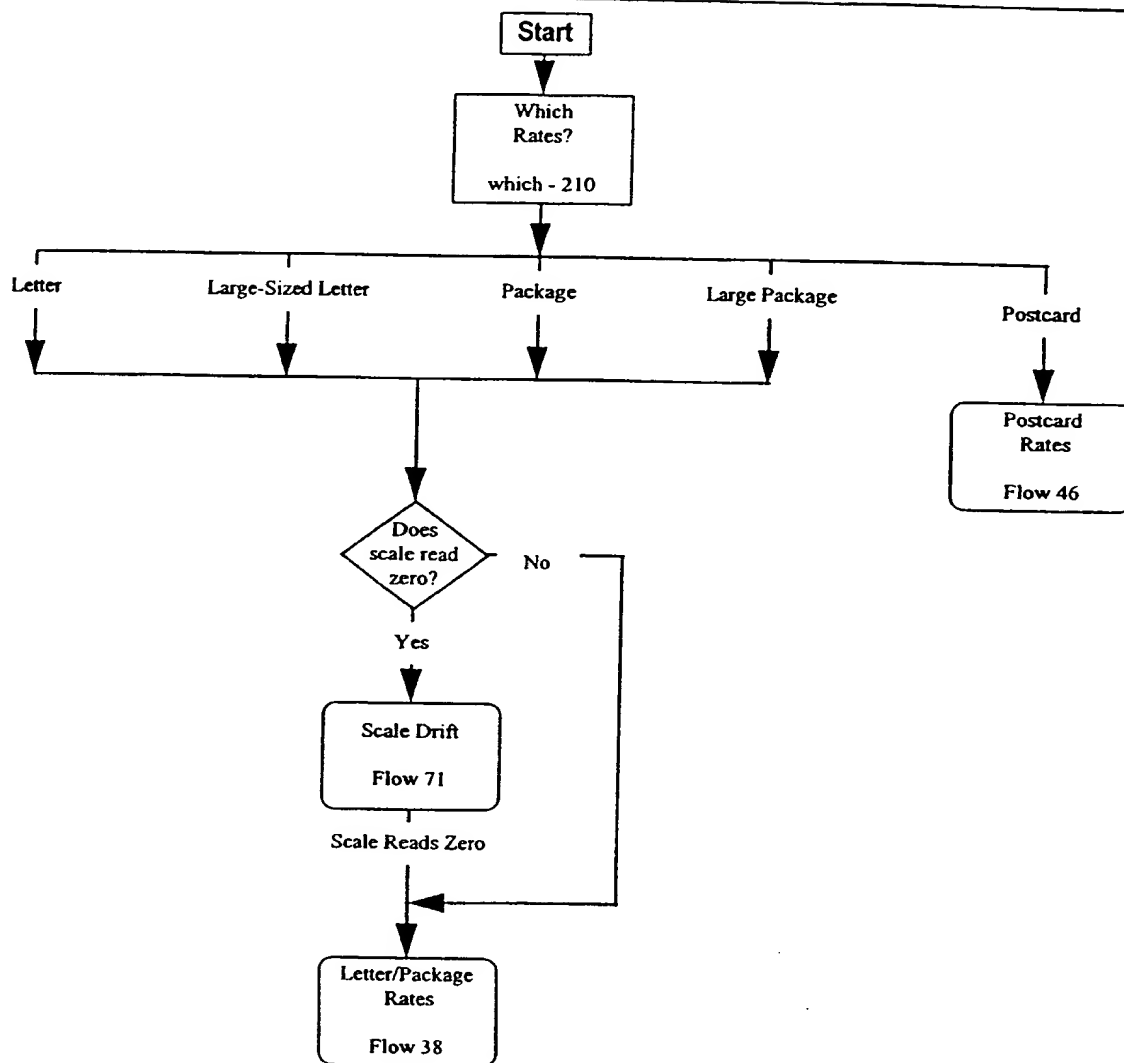 Start
Which
Rates?
which - 210
Letter
Large-Sized Letter
Package
Large Package
Postcard
Postcard
Rates
Flow 46
Does
scale read
zero?
No
Yes
Scale Drift
Flow 71
Scale Reads Zero
Letter/Package
Rates
Flow 38